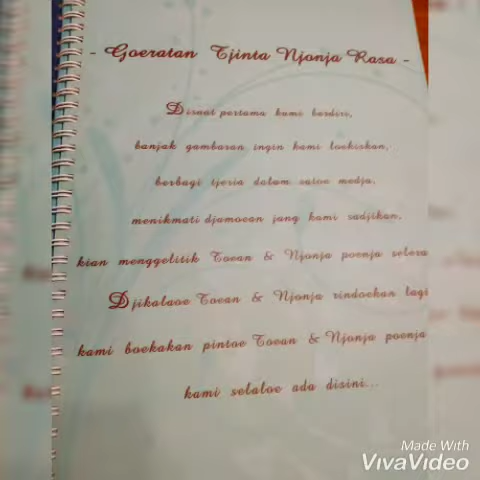 - Goeratan Tjinta Njonja Rasa -
Disaat pertama kami berdiri,
banjak gambaran ingin kami loekiskan,
berbagi tjeria dalam satoe medja,
menikmati djamoean jang kami sadjikan,
kian menggelitik Toean & Njonja poenja selera
Djikalaoe Toean & Njonja rindoekan lagi
kami boekakan pintoe Toean & Njonja poenja
kami selaloe ada disini...
Made With
VivaVideo